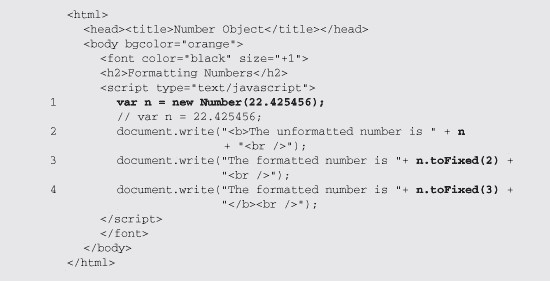 <html>
<head><title>Number Object</title></head>
<body bgcolor="orange">
<font color="black" size="+1">
<h2>Formatting Numbers</h2>
<script type="text/javascript">
1 var n = new Number(22.425456);
// var n = 22.425456;
2 document.write("<b>The unformatted number is " + n
+ "<br />");
3 document.write("The formatted number is "+ n.toFixed(2) +
"<br />");
4 document.write("The formatted number is "+ n.toFixed(3) +
"</b><br />");
</script>
</font>
</body>
</html>